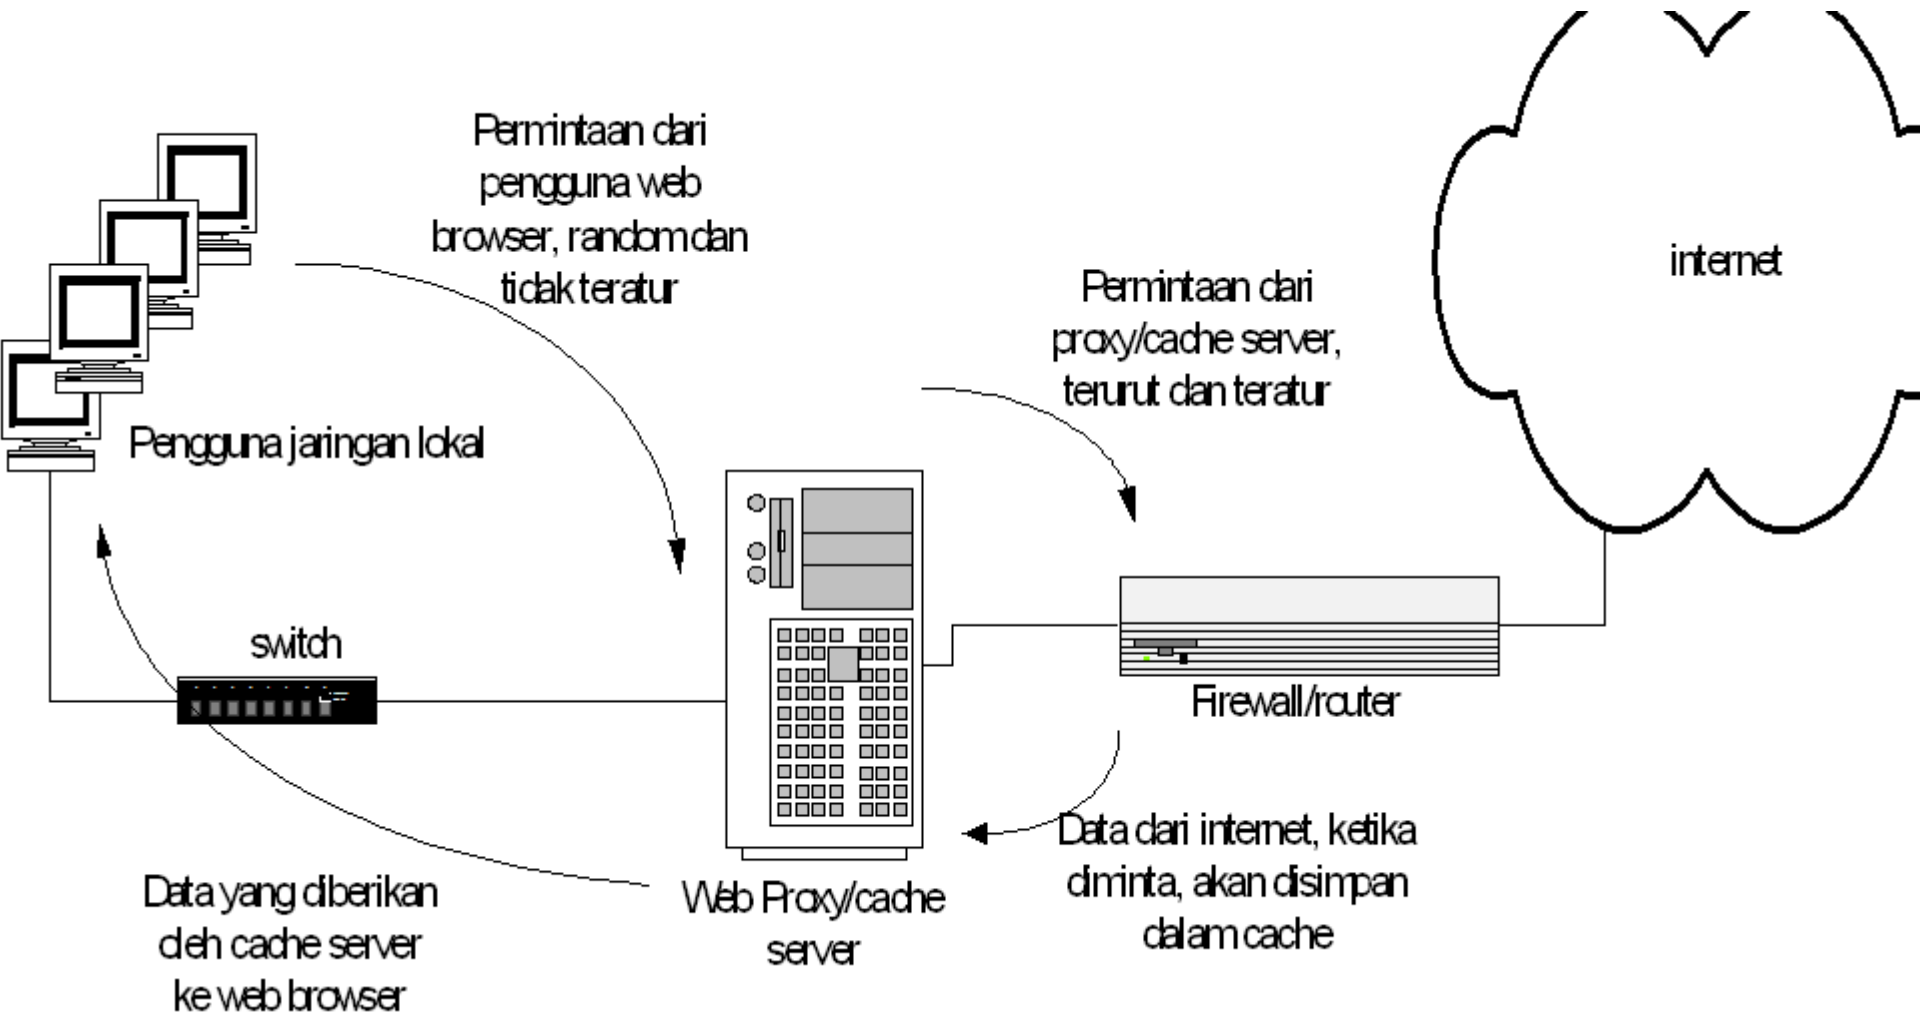 Permintaan dari
pengguna web
browser, random dan
tidak teratur
internet
Permintaan dari
proxy/cache server,
terurut dan teratur
Pengguna jaringan lokal
switch
Firewall/router
Data dari internet, ketika
diminta, akan disimpan
dalam cache
Data yang diberikan
oleh cache server
ke web browser
Web Proxy/cache
server